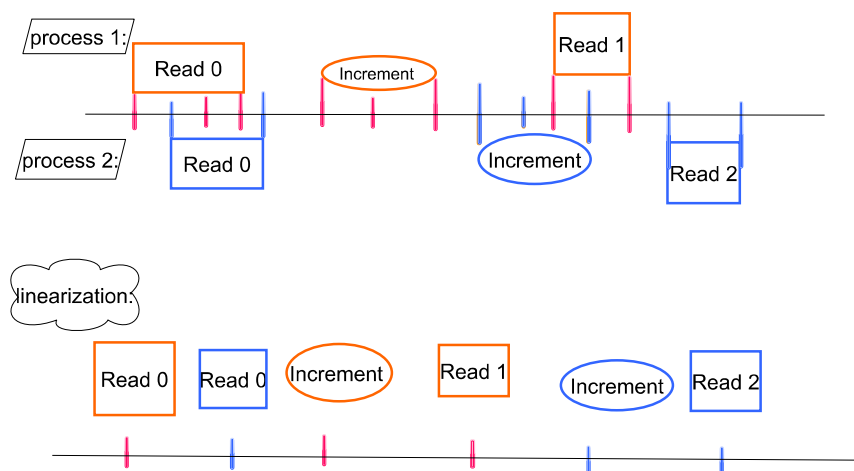 process 1:
Read 0
Increment
Read 1
process 2:
Read 0
Increment
Read 2
linearization:
Read 0
Read 0
Increment
Read 1
Increment
Read 2